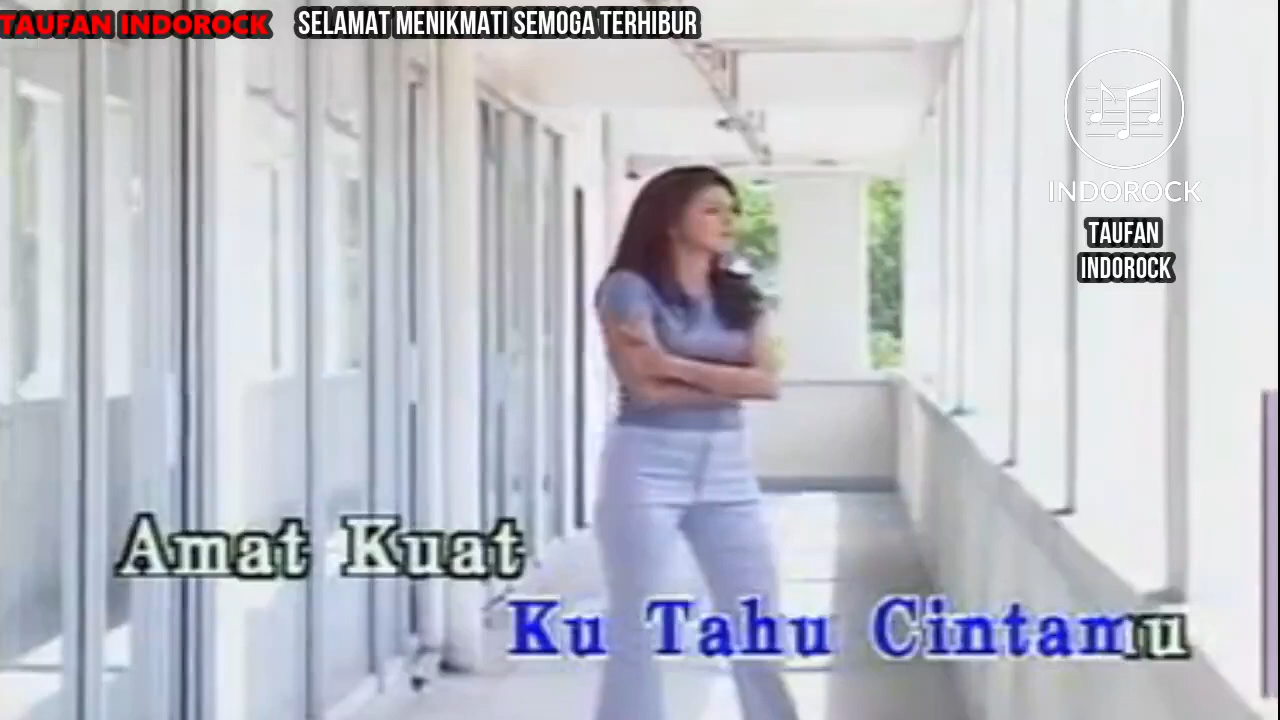 TAUFAN INDOROCK SELAMAT MENIKMATI SEMOGA TERHIBUR
INDOROCK
TAUFAN
INDOROCK
Amat Kuat
Ku Tahu Cintamu